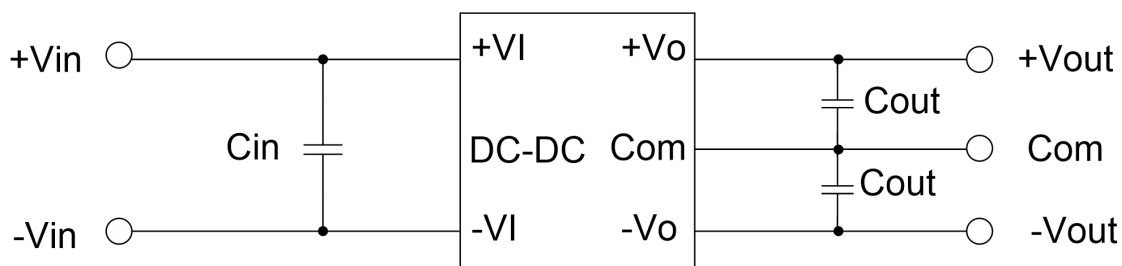 +Vin
+VI
+Vo
+Vout
Cout
Cin
DC-DC
Com
Com
Cout
-Vin
-VI
-Vo
-Vout